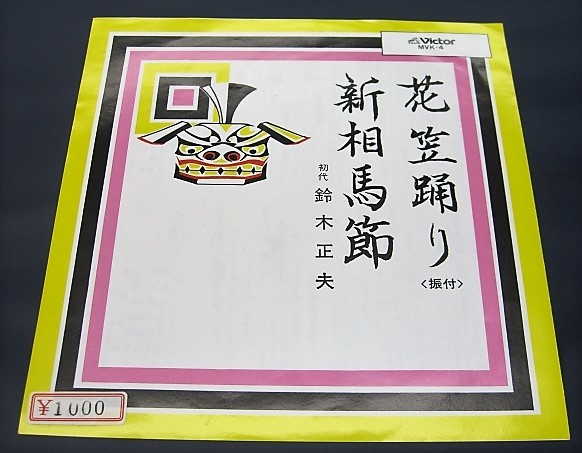 Victor
MVK-4
花笠踊り
〈振付〉
新相馬節
初代 鈴木正夫
¥1000